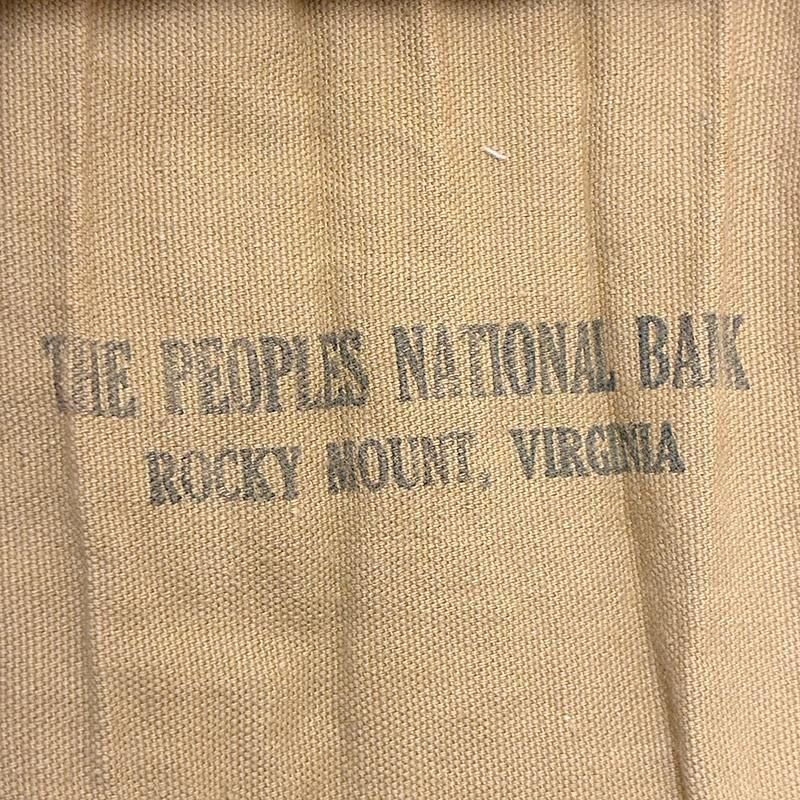 THE PEOPLES NATIONAL BANK
ROCKY MOUNT, VIRGINIA